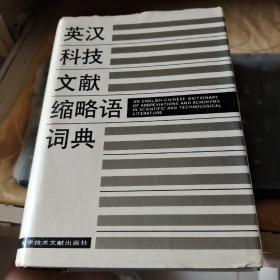 英汉
科技
文献
缩略语
词典
AN ENGLISH-CHINESE DICTIONARY
OF ABBREVIATIONS AND ACRONYMS
IN SCIENTIFIC AND TECHNOLOGICAL
LITERATURE
学技术文献出版社